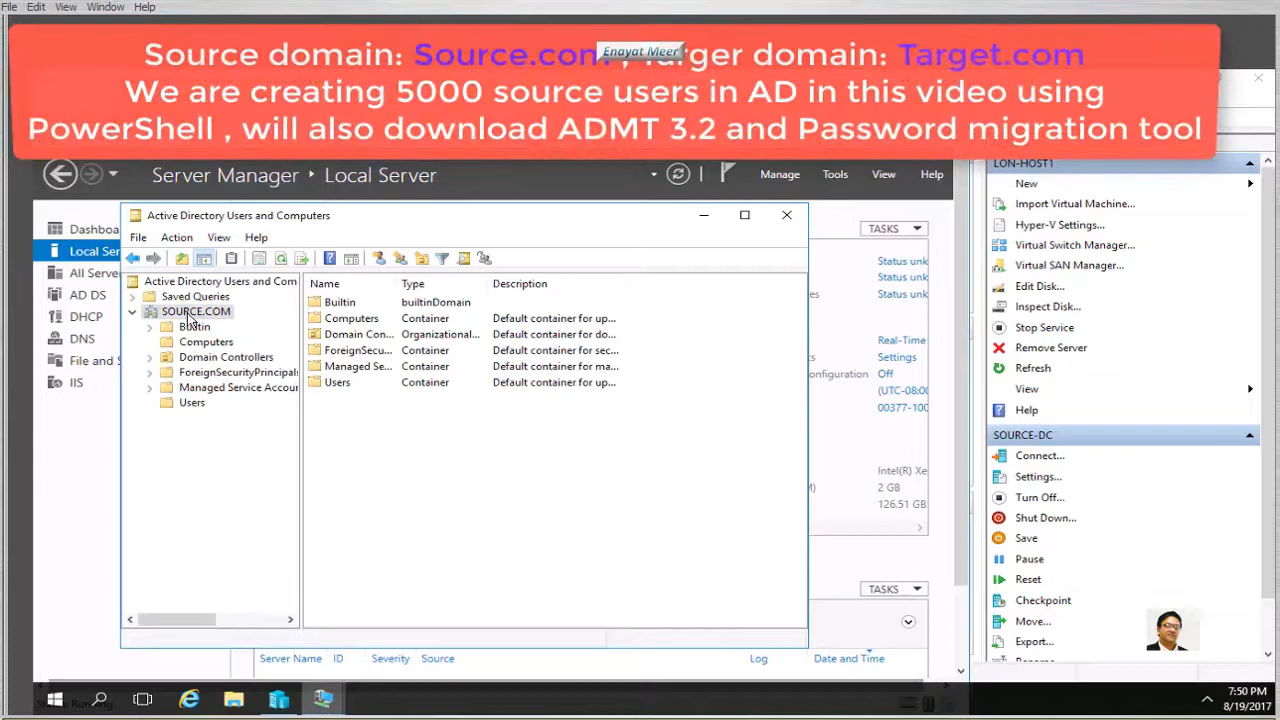 File Edit View Window Help
Source domain: Source.com , Targer domain: Target.com
Enayat Meer
We are creating 5000 source users in AD in this video using
PowerShell , will also download ADMT 3.2 and Password migration tool
Server Manager Local Server
Manage Tools View Help
Dashboa
Local Ser
All Serve
AD DS
DHCP
DNS
File and S
IIS
Active Directory Users and Computers
File Action View Help
Active Directory Users and Com
Saved Queries
SOURCE.COM
Builtin
Computers
Domain Controllers
ForeignSecurityPrincipals
Managed Service Accour
Users
Name Type Description
Builtin builtinDomain
Computers Container Default container for up...
Domain Con... Organizational... Default container for do...
ForeignSecu... Container Default container for sec...
Managed Se... Container Default container for ma...
Users Container Default container for up...
TASKS
Status unk
Status unk
es
Real-Time
Settings
onfiguration Off
(UTC-08:00
00377-100
Intel(R) Xe
M) 2 GB
126.51 GB
TASKS
Server Name ID Severity Source Log Date and Time
LON-HOST1
New
Import Virtual Machine...
Hyper-V Settings...
Virtual Switch Manager...
Virtual SAN Manager...
Edit Disk...
Inspect Disk...
Stop Service
Remove Server
Refresh
View
Help
SOURCE-DC
Connect...
Settings...
Turn Off...
Shut Down...
Save
Pause
Reset
Checkpoint
Move...
Export...
7:50 PM
8/19/2017